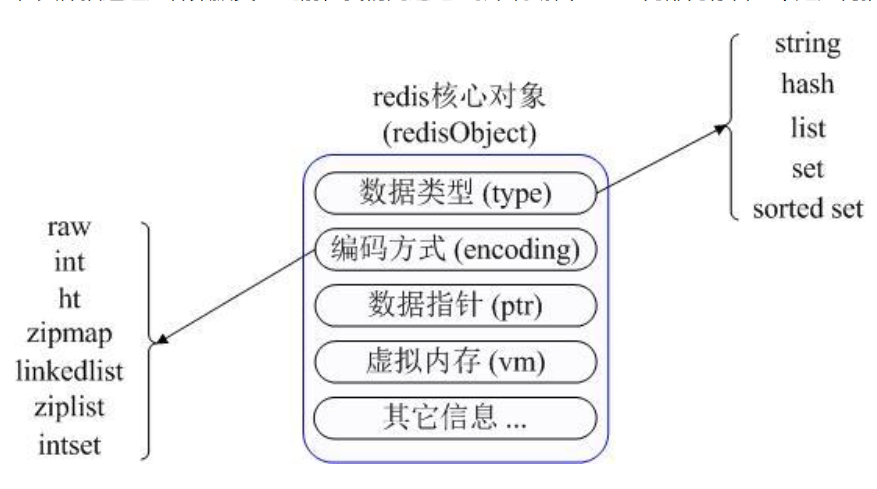 redis核心对象
(redisObject)
数据类型 (type)
编码方式 (encoding)
数据指针 (ptr)
虚拟内存 (vm)
其它信息 ...
string
hash
list
set
sorted set
raw
int
ht
zipmap
linkedlist
ziplist
intset